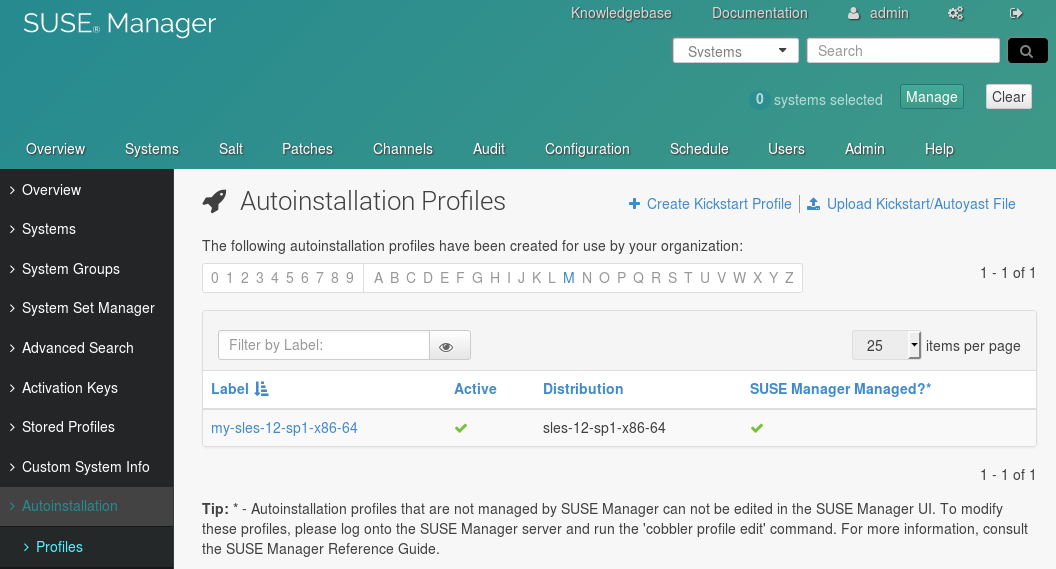 SUSE® Manager
Knowledgebase Documentation admin
Systems Search
0 systems selected Manage Clear
Overview Systems Salt Patches Channels Audit Configuration Schedule Users Admin Help
Overview
Systems
System Groups
System Set Manager
Advanced Search
Activation Keys
Stored Profiles
Custom System Info
Autoinstallation
Profiles
Autoinstallation Profiles
Create Kickstart Profile | Upload Kickstart/Autoyast File
The following autoinstallation profiles have been created for use by your organization:
0 1 2 3 4 5 6 7 8 9 A B C D E F G H I J K L M N O P Q R S T U V W X Y Z
1 - 1 of 1
Filter by Label: 25 items per page
Label Active Distribution SUSE Manager Managed?*
my-sles-12-sp1-x86-64 sles-12-sp1-x86-64
1 - 1 of 1
Tip: * - Autoinstallation profiles that are not managed by SUSE Manager can not be edited in the SUSE Manager UI. To modify
these profiles, please log onto the SUSE Manager server and run the 'cobbler profile edit' command. For more information, consult
the SUSE Manager Reference Guide.